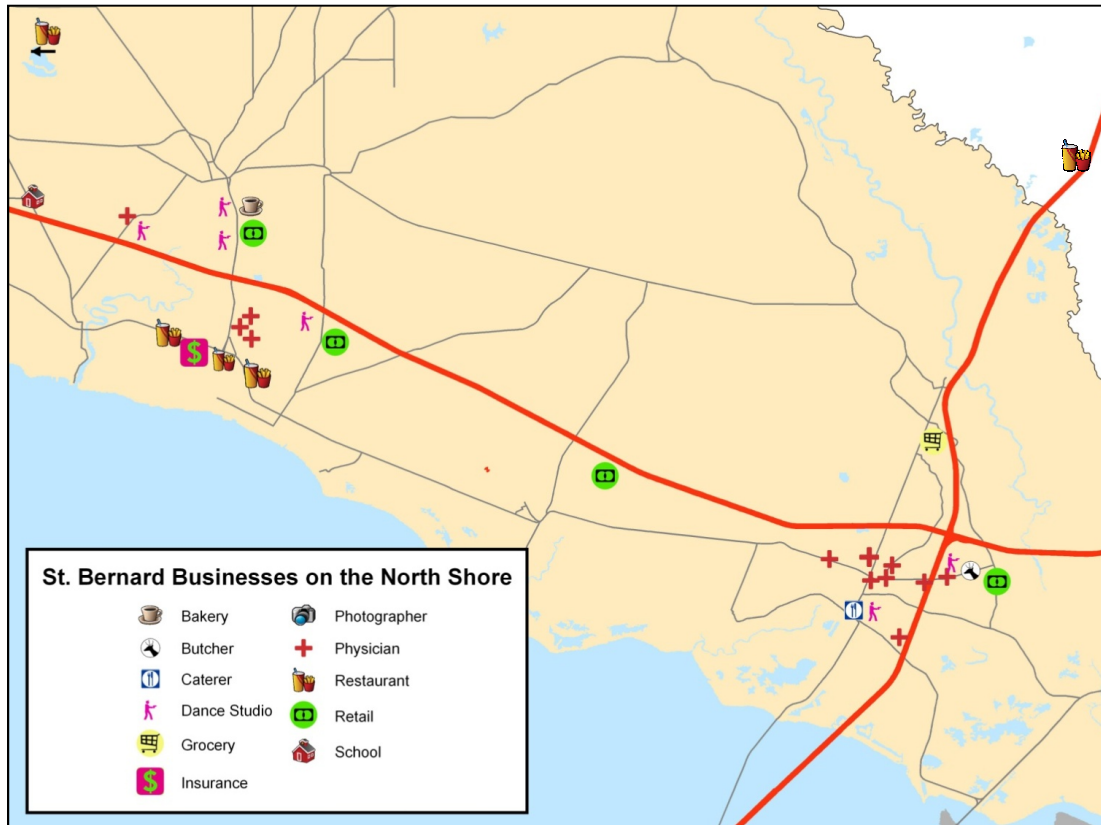 St. Bernard Businesses on the North Shore
Bakery
Butcher
Caterer
Dance Studio
Grocery
Insurance
Photographer
Physician
Restaurant
Retail
School